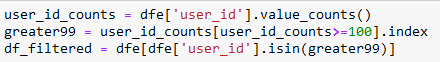 user_id_counts = dfe['user_id'].value_counts()
greater99 = user_id_counts[user_id_counts>=100].index
df_filtered = dfe[dfe['user_id'].isin(greater99)]